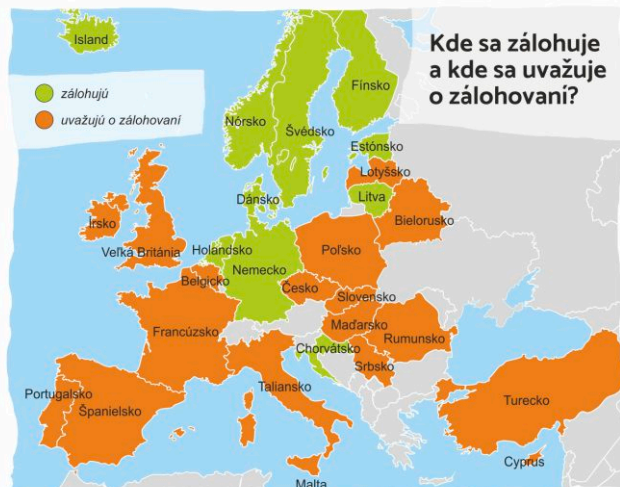 Kde sa zálohuje
a kde sa uvažuje
o zálohovaní?
zálohujú
uvažujú o zálohovaní
Island
Fínsko
Nórsko
Švédsko
Estónsko
Lotyšsko
Dánsko
Litva
Bielorusko
Írsko
Veľká Británia
Holandsko
Poľsko
Nemecko
Belgicko
Česko
Slovensko
Francúzsko
Maďarsko
Rumunsko
Chorvátsko
Srbsko
Taliansko
Portugalsko
Španielsko
Turecko
Cyprus
Malta